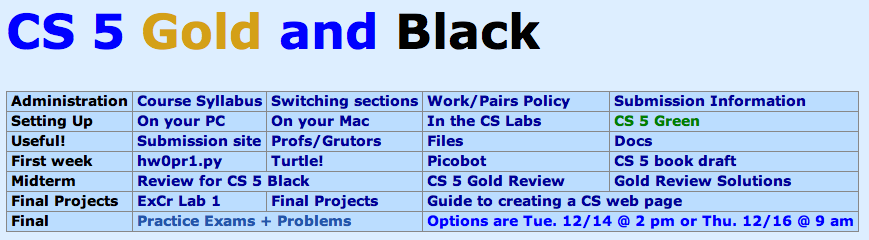 CS 5 Gold and Black
Administration Course Syllabus Switching sections Work/Pairs Policy Submission Information
Setting Up On your PC On your Mac In the CS Labs CS 5 Green
Useful! Submission site Profs/Grutors Files Docs
First week hw0pr1.py Turtle! Picobot CS 5 book draft
Midterm Review for CS 5 Black CS 5 Gold Review Gold Review Solutions
Final Projects ExCr Lab 1 Final Projects Guide to creating a CS web page
Final Practice Exams + Problems Options are Tue. 12/14 @ 2 pm or Thu. 12/16 @ 9 am